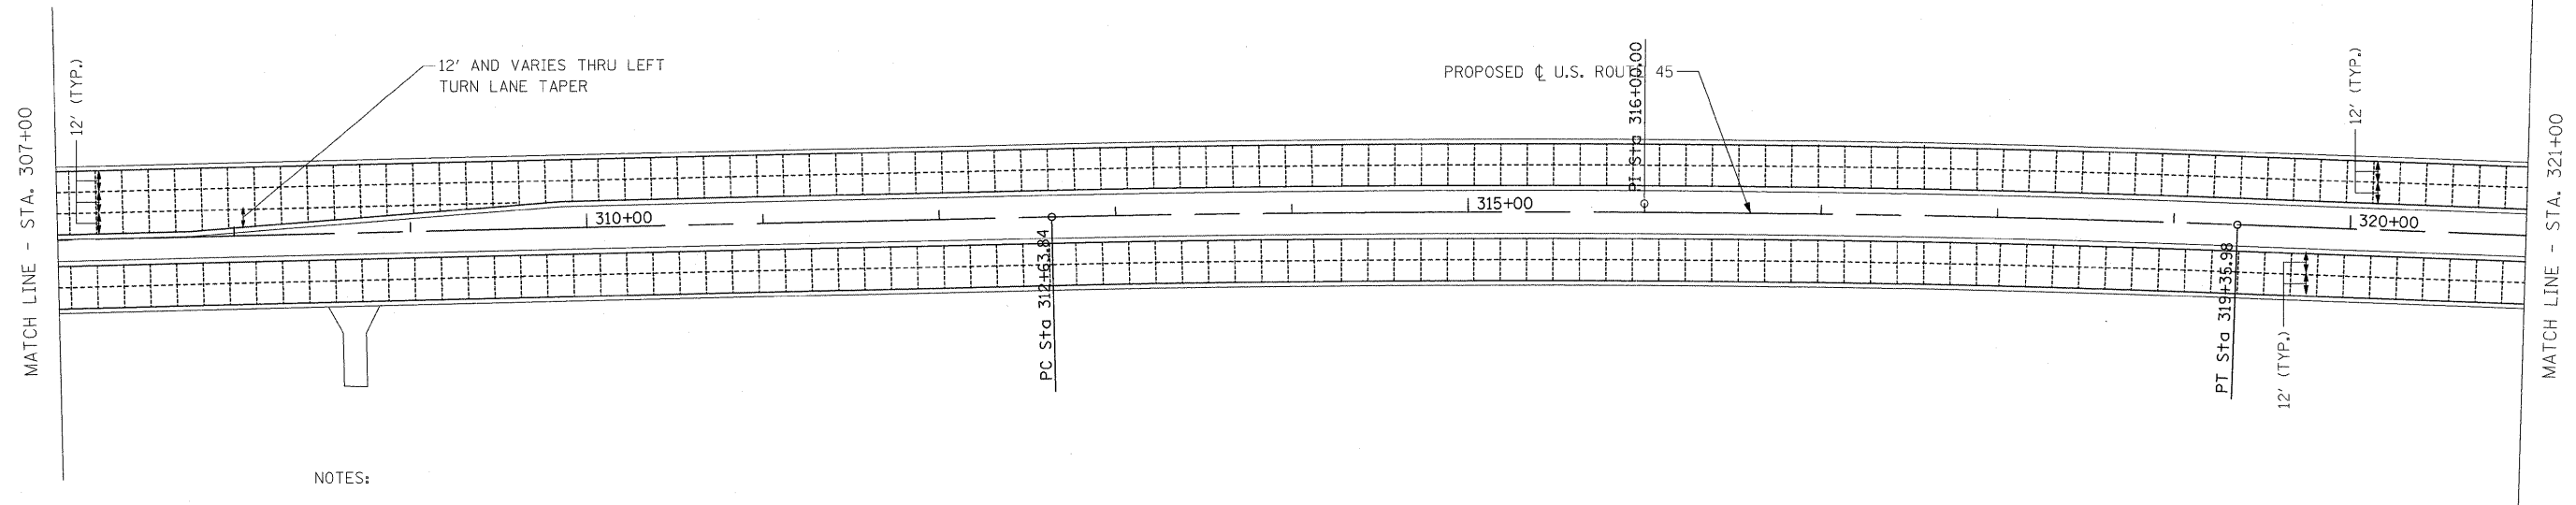 MATCH LINE - STA. 307+00
12' (TYP.)
12' AND VARIES THRU LEFT
TURN LANE TAPER
310+00
PC Sta 312+63.84
PROPOSED ℄ U.S. ROUTE 45
315+00
PI Sta 316+00.00
PT Sta 319+35.98
320+00
12' (TYP.)
12' (TYP.)
MATCH LINE - STA. 321+00
NOTES: